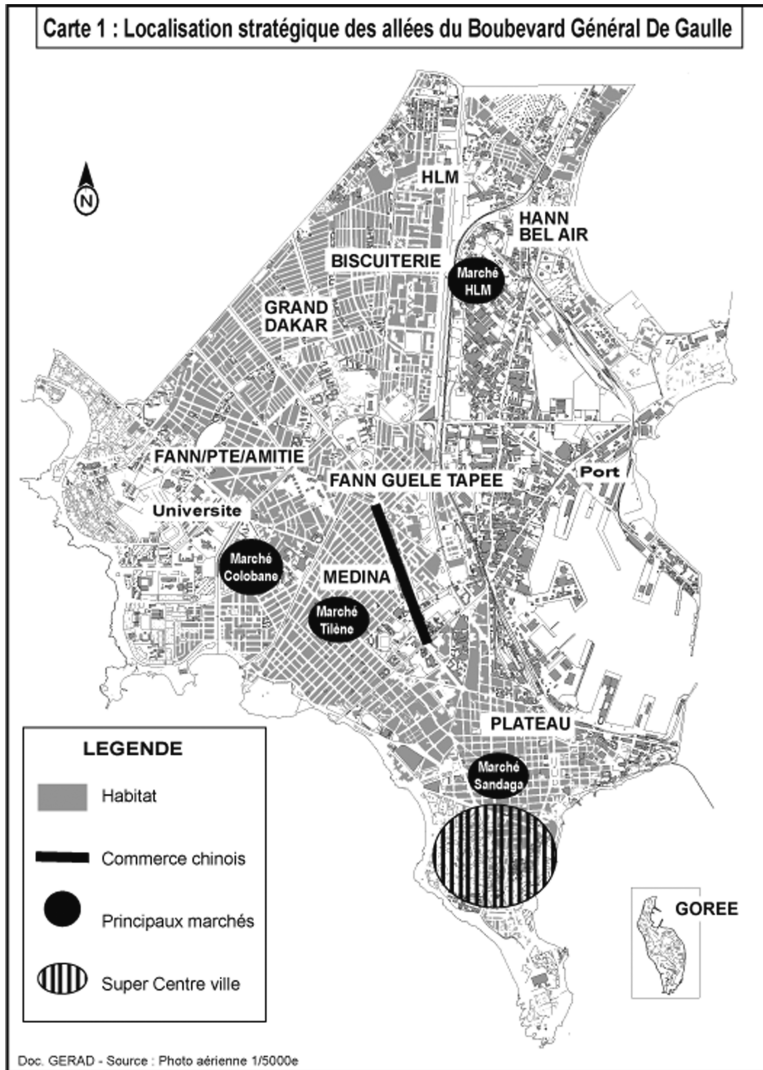 Carte 1 : Localisation stratégique des allées du Boubevard Général De Gaulle
N
HLM
HANN
BEL AIR
BISCUITERIE
Marché
HLM
GRAND
DAKAR
FANN/PTE/AMITIE
FANN GUELE TAPEE
Port
Universite
Marché
Colobane
MEDINA
Marché
Tilène
PLATEAU
Marché
Sandaga
GOREE
LEGENDE
Habitat
Commerce chinois
Principaux marchés
Super Centre ville
Doc. GERAD - Source : Photo aérienne 1/5000e